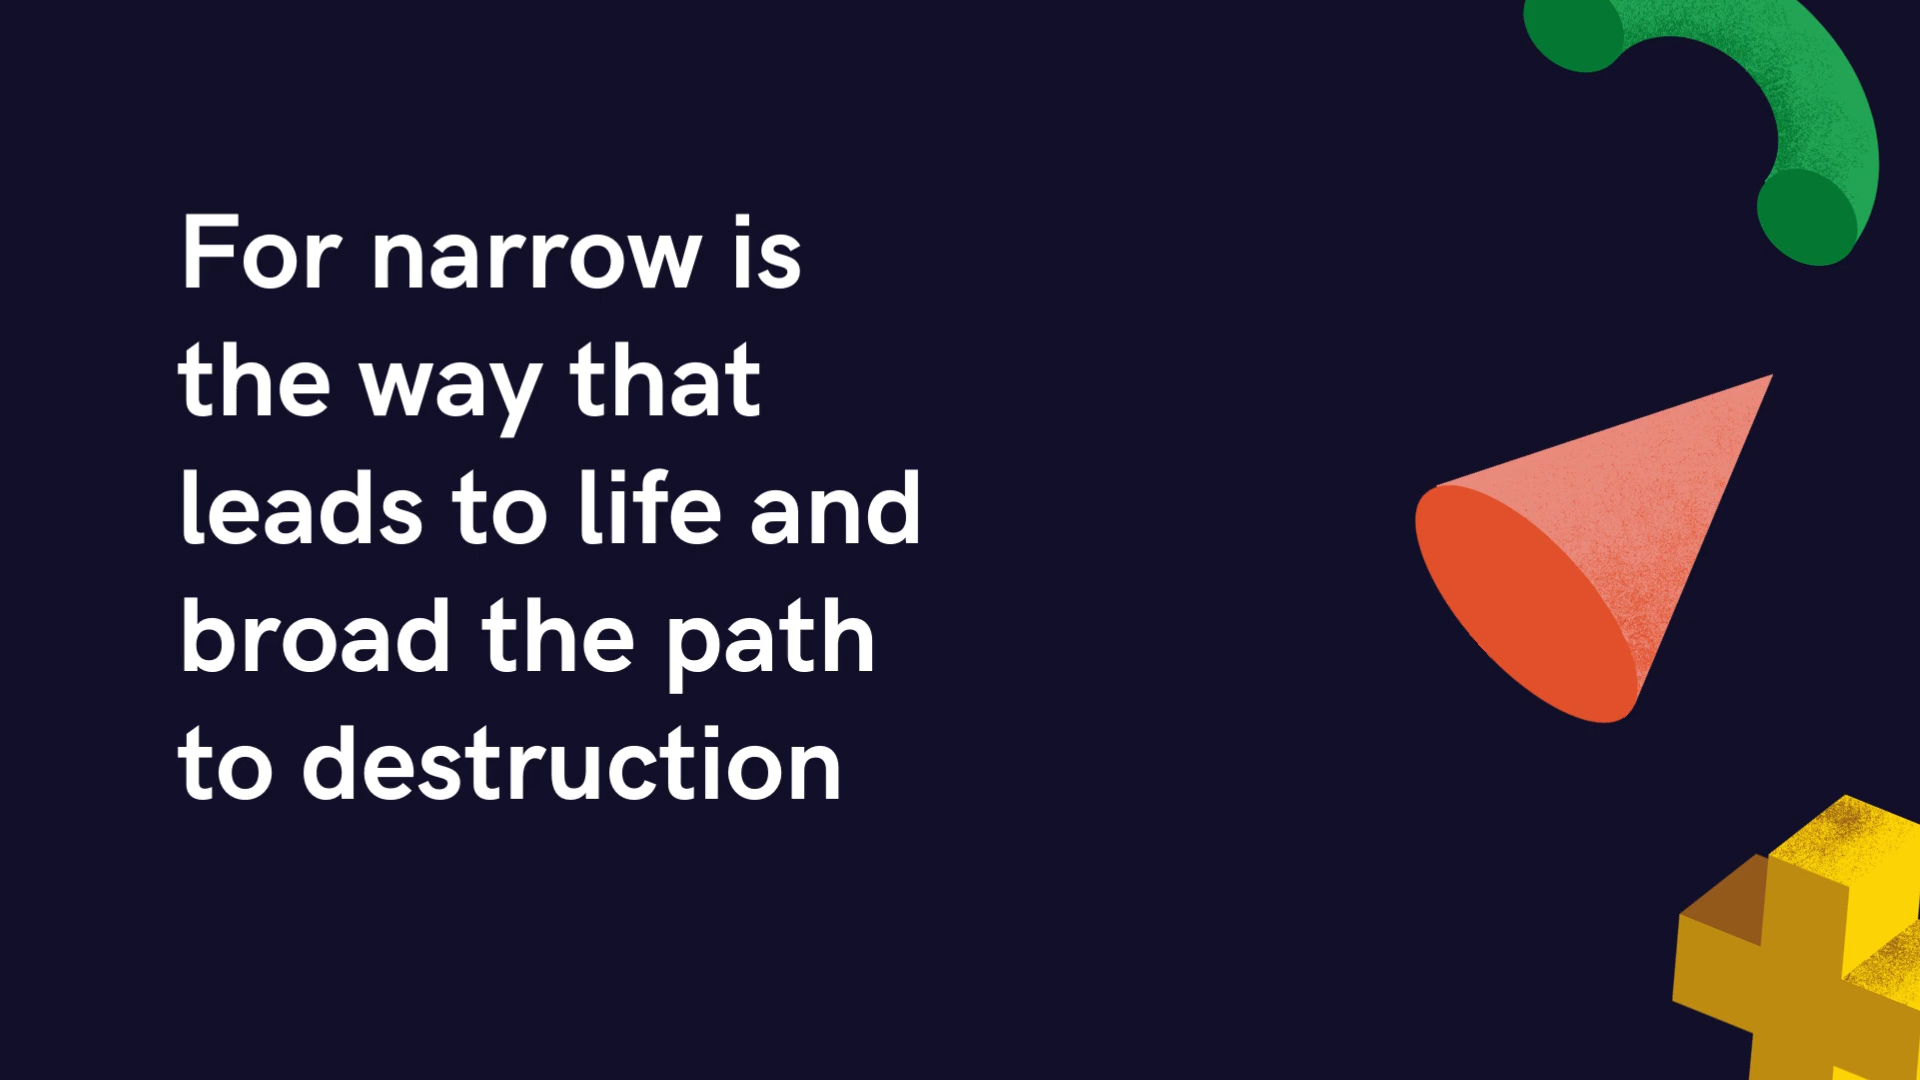 For narrow is
the way that
leads to life and
broad the path
to destruction